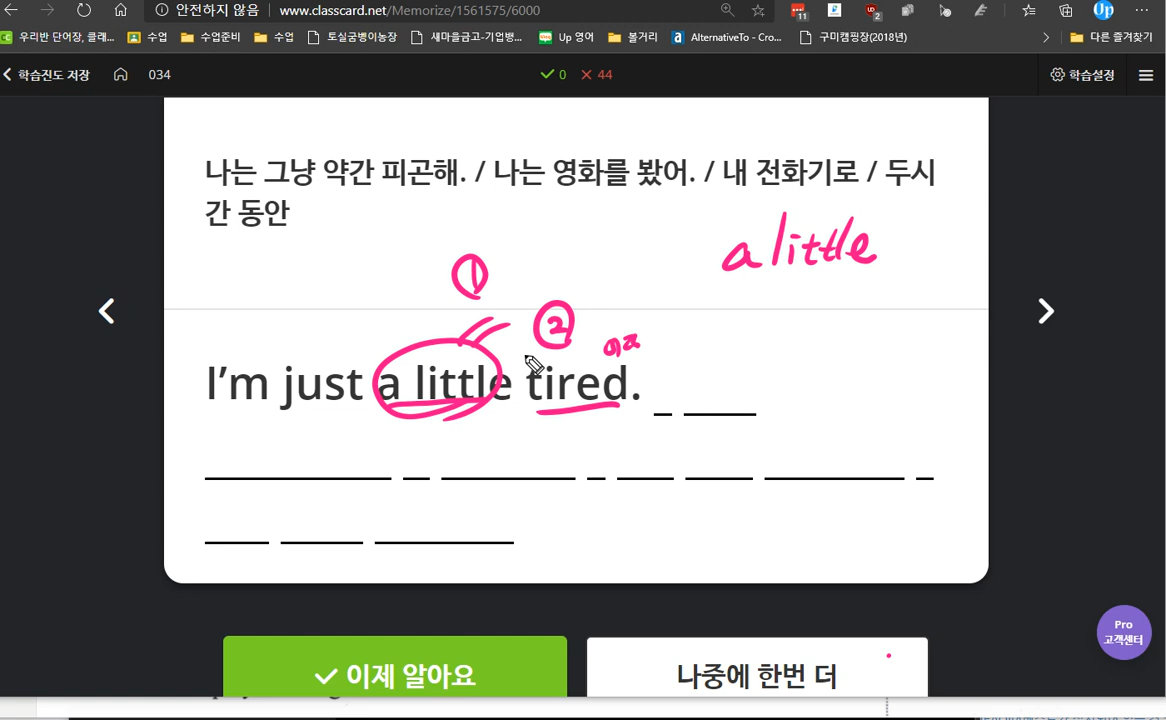 안전하지 않음 | www.classcard.net/Memorize/1561575/6000
11
2
Up
우리반 단어장, 클래... 수업 수업준비 수업 토실굼벵이농장 새마을금고-기업뱅... Up 영어 볼거리 AlternativeTo - Cro... 구미캠핑장(2018년) 다른 즐겨찾기
학습진도 저장 034 0 44 학습설정
나는 그냥 약간 피곤해. / 나는 영화를 봤어. / 내 전화기로 / 두시
간 동안
a little
①
②
I’m just a little tired.
Pro
고객센터
이제 알아요 나중에 한번 더